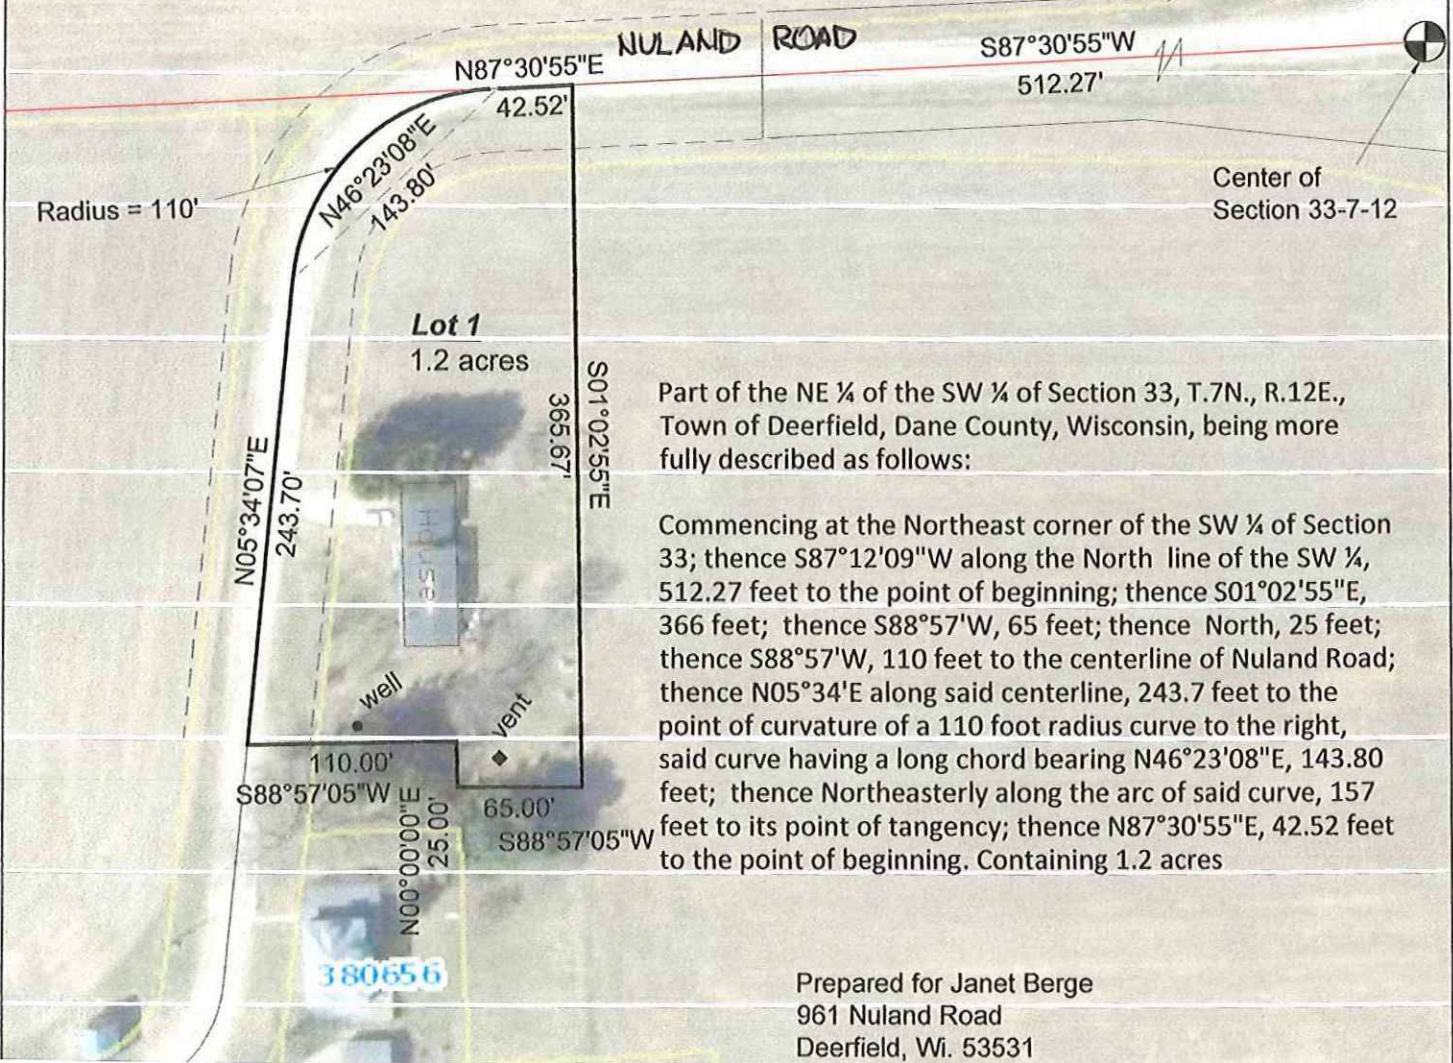 NULAND ROAD
N87°30'55"E
42.52'
S87°30'55"W
512.27'
Center of
Section 33-7-12
Radius = 110'
N46°23'08"E
143.80'
Lot 1
1.2 acres
S01°02'55"E
365.67'
N05°34'07"E
243.70'
House
well
vent
110.00'
S88°57'05"W
N00°00'00"E
25.00'
65.00'
S88°57'05"W
380656
Part of the NE ¼ of the SW ¼ of Section 33, T.7N., R.12E.,
Town of Deerfield, Dane County, Wisconsin, being more
fully described as follows:
Commencing at the Northeast corner of the SW ¼ of Section
33; thence S87°12'09"W along the North line of the SW ¼,
512.27 feet to the point of beginning; thence S01°02'55"E,
366 feet; thence S88°57'W, 65 feet; thence North, 25 feet;
thence S88°57'W, 110 feet to the centerline of Nuland Road;
thence N05°34'E along said centerline, 243.7 feet to the
point of curvature of a 110 foot radius curve to the right,
said curve having a long chord bearing N46°23'08"E, 143.80
feet; thence Northeasterly along the arc of said curve, 157
feet to its point of tangency; thence N87°30'55"E, 42.52 feet
to the point of beginning. Containing 1.2 acres
Prepared for Janet Berge
961 Nuland Road
Deerfield, Wi. 53531